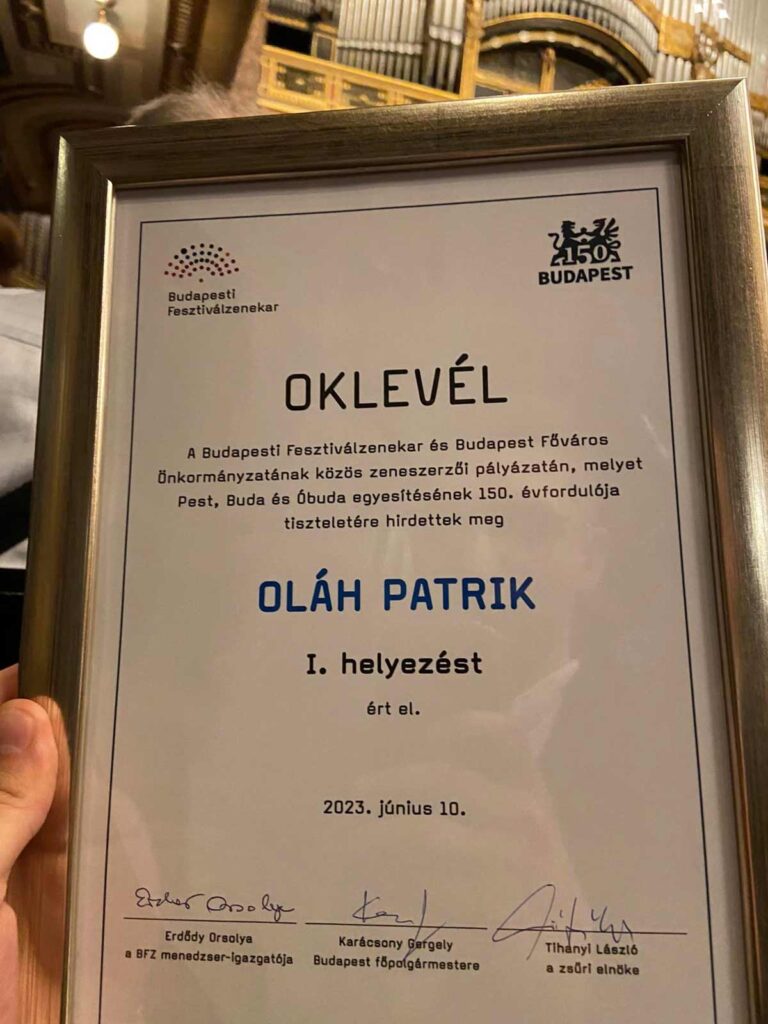 Budapesti
Fesztiválzenekar
150
BUDAPEST
OKLEVÉL
A Budapesti Fesztiválzenekar és Budapest Főváros
Önkormányzatának közös zeneszerzői pályázatán, melyet
Pest, Buda és Óbuda egyesítésének 150. évfordulója
tiszteletére hirdettek meg
OLÁH PATRIK
I. helyezést
ért el.
2023. június 10.
Erdődy Orsolya
a BFZ menedzser-igazgatója
Karácsony Gergely
Budapest főpolgármestere
Tihanyi László
a zsűri elnöke